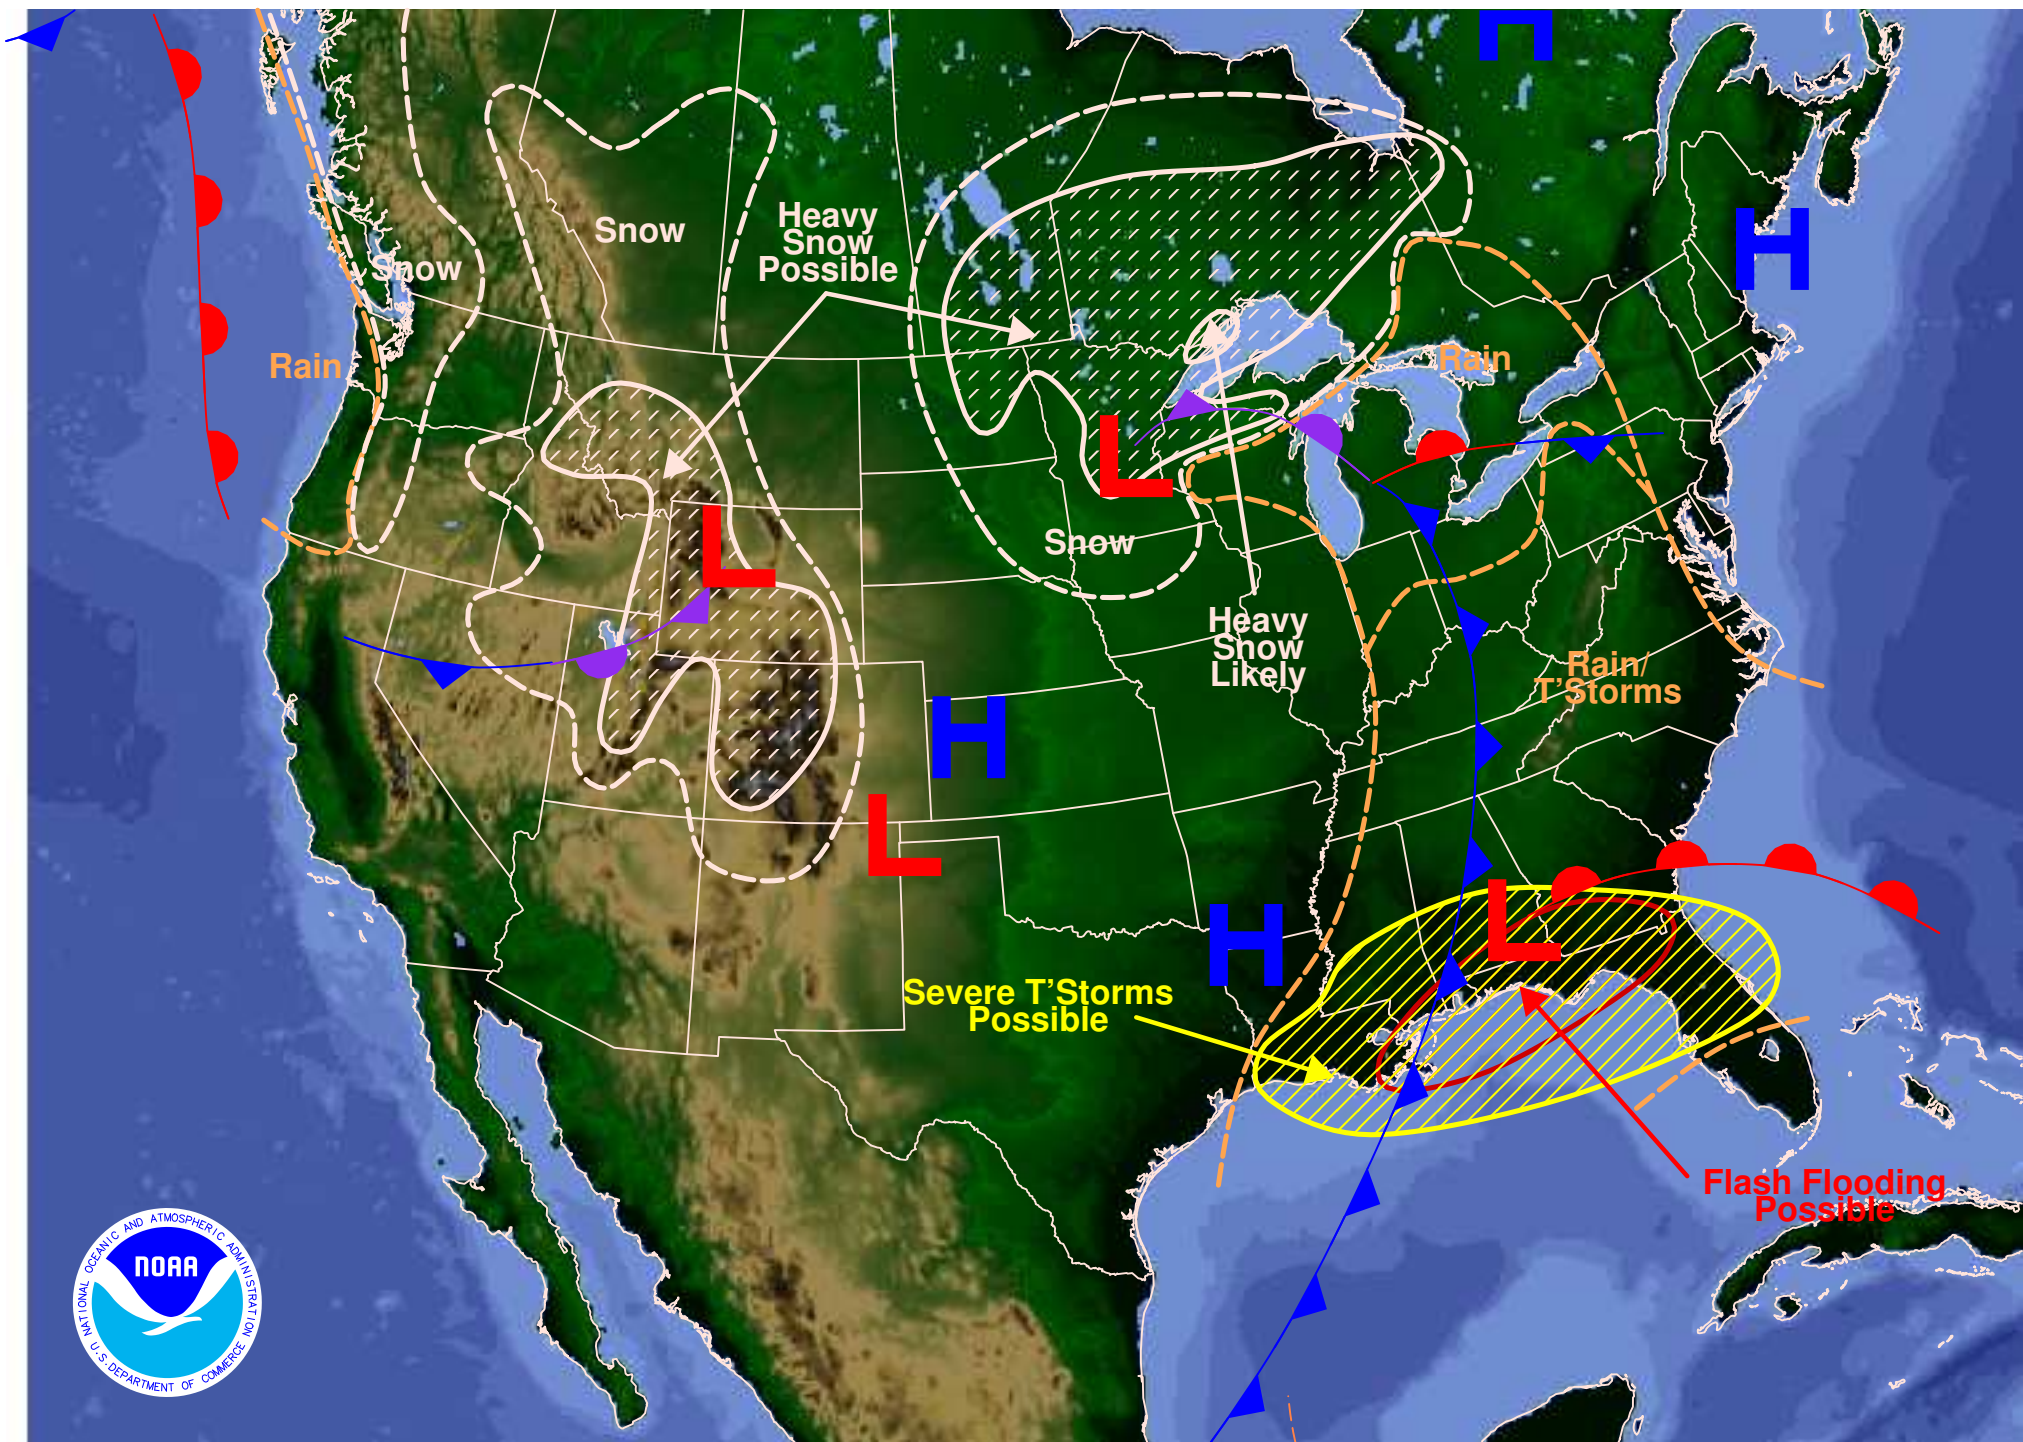 H
Snow
Heavy
Snow
Possible
H
Snow
Rain
Rain
L
L
Snow
Heavy
Snow
Likely
Rain/
T'Storms
H
L
L
H
Severe T'Storms
Possible
Flash Flooding
Possible
NATIONAL OCEANIC AND ATMOSPHERIC ADMINISTRATION
NOAA
U.S. DEPARTMENT OF COMMERCE